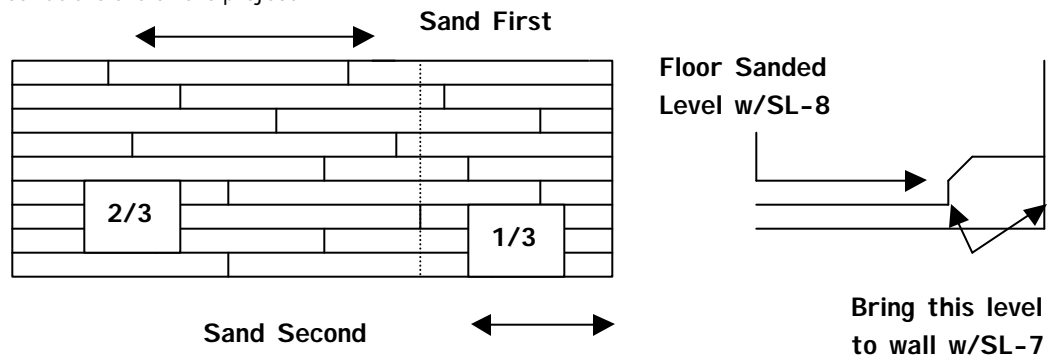 Sand First
Floor Sanded
Level w/SL-8
2/3
1/3
Sand Second
Bring this level
to wall w/SL-7